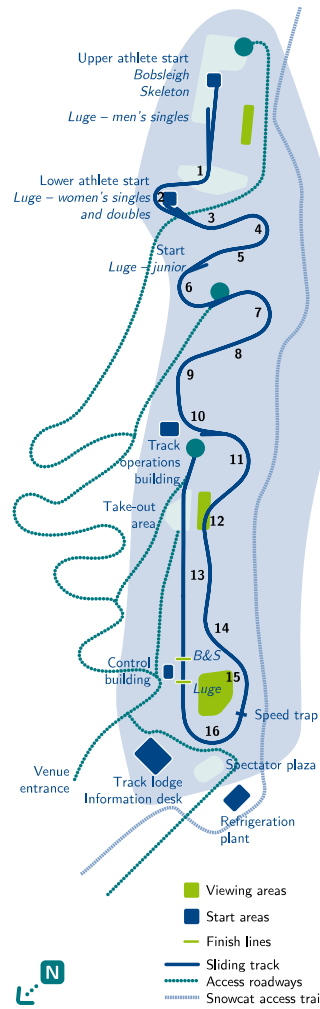 Upper athlete start
Bobsleigh
Skeleton
Luge – men's singles
1
Lower athlete start
2
Luge – women's singles
and doubles
3
4
Start
5
Luge – junior
6
7
8
9
10
Track
operations
building
11
Take-out
area
12
13
14
B&S
Control
building
15
Luge
Speed trap
16
Venue
entrance
Spectator plaza
Track lodge
Information desk
Refrigeration
plant
Viewing areas
Start areas
Finish lines
Sliding track
Access roadways
Snowcat access trai
N